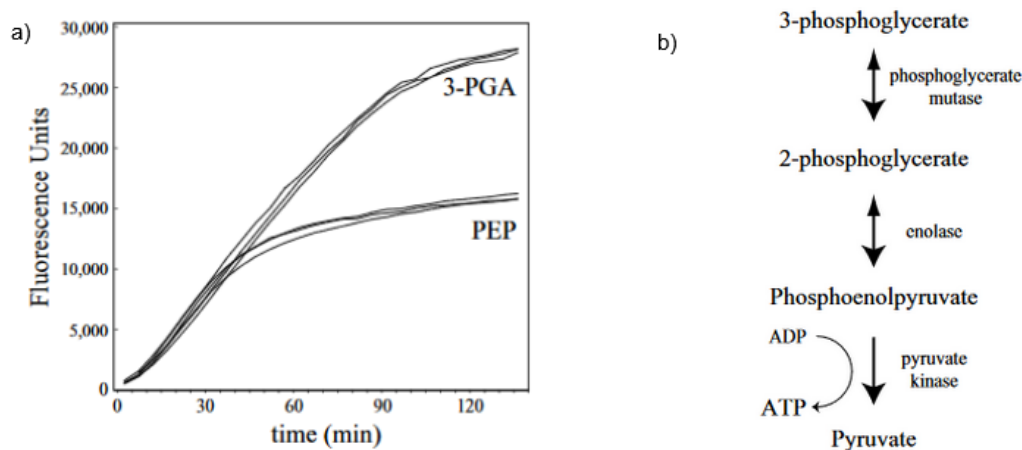 a)
30,000
25,000
20,000
15,000
10,000
5,000
0
Fluorescence Units
3-PGA
PEP
0 30 60 90 120
time (min)
b)
3-phosphoglycerate
phosphoglycerate
mutase
2-phosphoglycerate
enolase
Phosphoenolpyruvate
ADP
pyruvate
kinase
ATP
Pyruvate